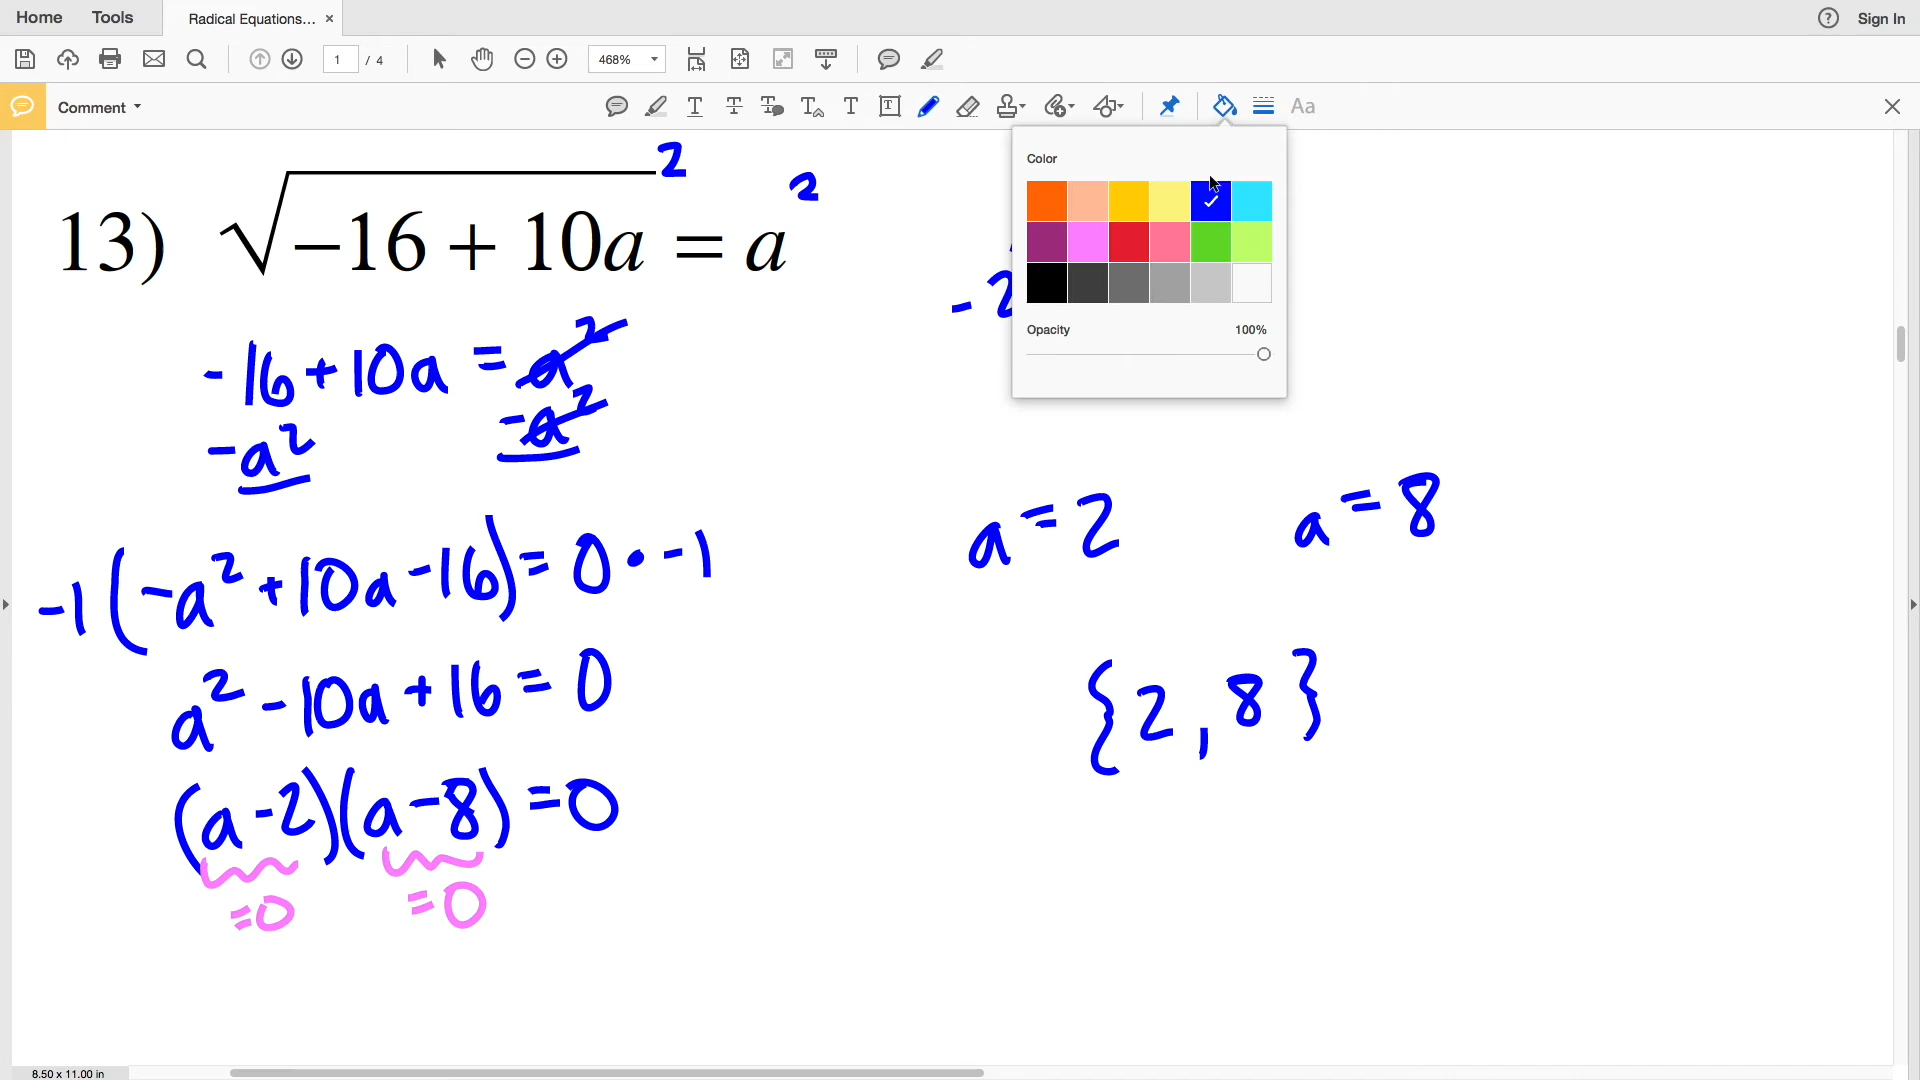 Home Tools Radical Equations... × ? Sign In
1 / 4 468%
Comment Aa
Color
Opacity 100%
13) √−16 + 10a² = a²
-16+10a = a²
-a² -a²
-1(-a²+10a-16)=0·-1
a²-10a+16=0
(a-2)(a-8)=0
=0 =0
- 2
a=2 a=8
{2,8}
8.50 x 11.00 in